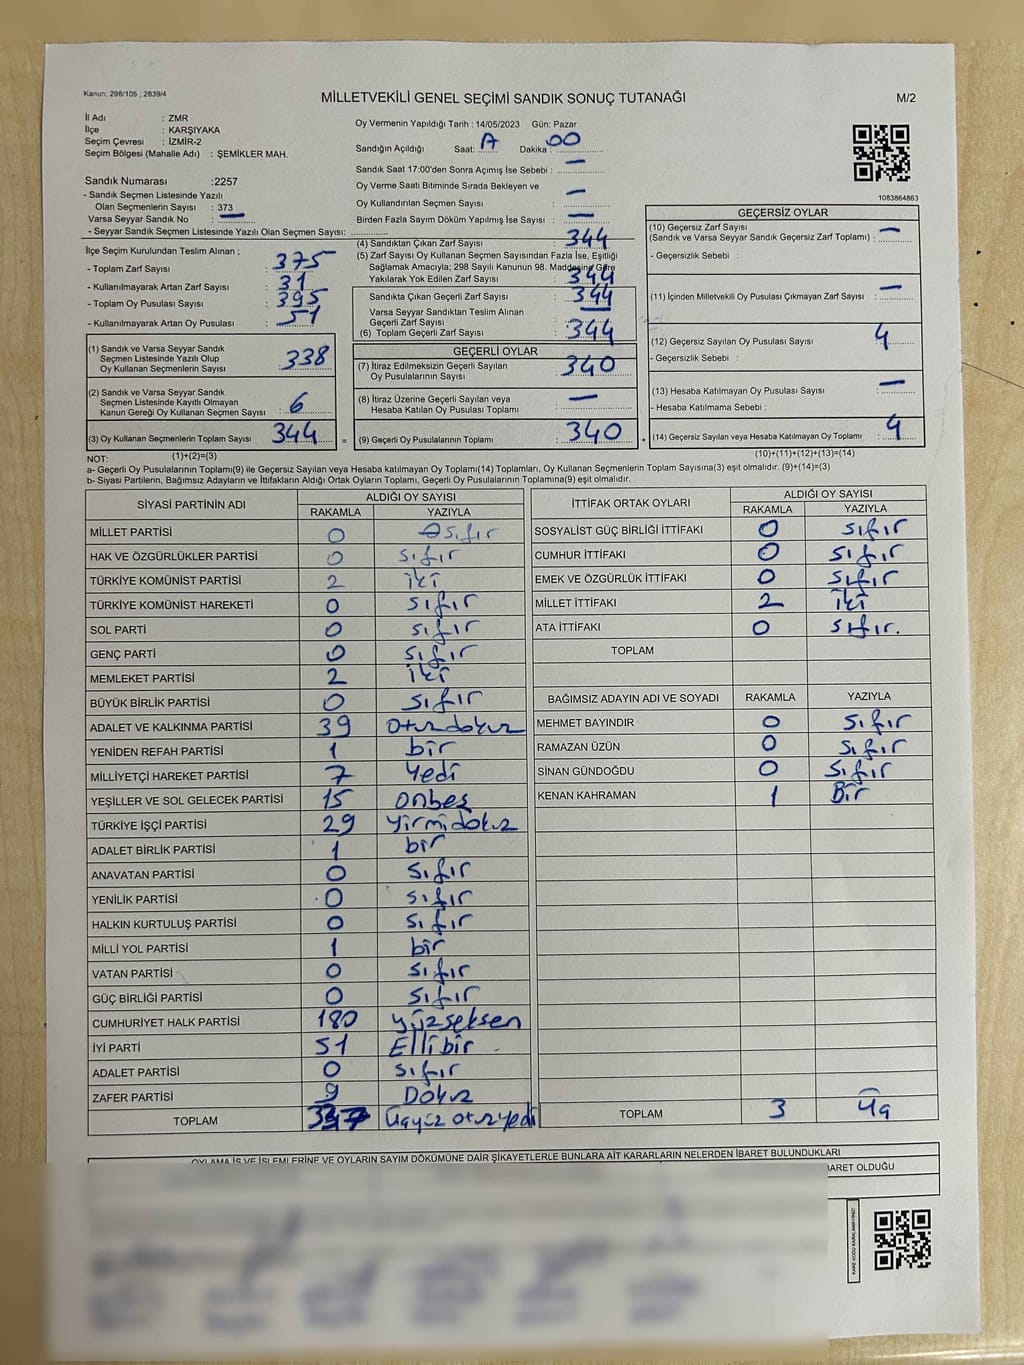 Kanun; 298/105 , 2839/4
MİLLETVEKİLİ GENEL SEÇİMİ SANDIK SONUÇ TUTANAĞI
M/2
İl Adı : ZMR
İlçe : KARŞIYAKA
Seçim Çevresi : İZMİR-2
Seçim Bölgesi (Mahalle Adı) : ŞEMİKLER MAH.
Oy Vermenin Yapıldığı Tarih : 14/05/2023 Gün: Pazar
Sandığın Açıldığı Saat: A Dakika : 00
Sandık Saat 17:00'den Sonra Açımış İse Sebebi : —
Oy Verme Saati Bitiminde Sırada Bekleyen ve
Oy Kullandırılan Seçmen Sayısı : —
Birden Fazla Sayım Döküm Yapılmış İse Sayısı : —
1083864863
Sandık Numarası :2257
- Sandık Seçmen Listesinde Yazılı
Olan Seçmenlerin Sayısı : 373
Varsa Seyyar Sandık No : —
- Seyyar Sandık Seçmen Listesinde Yazılı Olan Seçmen Sayısı:
İlçe Seçim Kurulundan Teslim Alınan ;
- Toplam Zarf Sayısı : 375
- Kullanılmayarak Artan Zarf Sayısı : 31
- Toplam Oy Pusulası Sayısı : 395
- Kullanılmayarak Artan Oy Pusulası : 51
(1) Sandık ve Varsa Seyyar Sandık
Seçmen Listesinde Yazılı Olup
Oy Kullanan Seçmenlerin Sayısı : 338
(2) Sandık ve Varsa Seyyar Sandık
Seçmen Listesinde Kayıtlı Olmayan
Kanun Gereği Oy Kullanan Seçmen Sayısı : 6
(3) Oy Kullanan Seçmenlerin Toplam Sayısı : 344 =
(4) Sandıktan Çıkan Zarf Sayısı : 344
(5) Zarf Sayısı Oy Kullanan Seçmen Sayısından Fazla İse, Eşitliği
Sağlamak Amacıyla; 298 Sayılı Kanunun 98. Maddesine Göre
Yakılarak Yok Edilen Zarf Sayısı : 344
Sandıkta Çıkan Geçerli Zarf Sayısı : 344
Varsa Seyyar Sandıktan Teslim Alınan
Geçerli Zarf Sayısı : —
(6) Toplam Geçerli Zarf Sayısı : 344
GEÇERLİ OYLAR
(7) İtiraz Edilmeksizin Geçerli Sayılan
Oy Pusulalarının Sayısı : 340
(8) İtiraz Üzerine Geçerli Sayılan veya
Hesaba Katılan Oy Pusulası Toplamı : —
(9) Geçerli Oy Pusulalarının Toplamı : 340 +
GEÇERSİZ OYLAR
(10) Geçersiz Zarf Sayısı
(Sandık ve Varsa Seyyar Sandık Geçersiz Zarf Toplamı) : —
- Geçersizlik Sebebi :
(11) İçinden Milletvekili Oy Pusulası Çıkmayan Zarf Sayısı : —
(12) Geçersiz Sayılan Oy Pusulası Sayısı : 4
- Geçersizlik Sebebi :
(13) Hesaba Katılmayan Oy Pusulası Sayısı : —
- Hesaba Katılmama Sebebi :
(14) Geçersiz Sayılan veya Hesaba Katılmayan Oy Toplamı : 4
NOT: (1)+(2)=(3)
(10)+(11)+(12)+(13)=(14)
a- Geçerli Oy Pusulalarının Toplamı(9) ile Geçersiz Sayılan veya Hesaba katılmayan Oy Toplamı(14) Toplamları, Oy Kullanan Seçmenlerin Toplam Sayısına(3) eşit olmalıdır. (9)+(14)=(3)
b- Siyasi Partilerin, Bağımsız Adayların ve İttifakların Aldığı Ortak Oyların Toplamı, Geçerli Oy Pusulalarının Toplamına(9) eşit olmalıdır.
SİYASİ PARTİNİN ADI
ALDIĞI OY SAYISI
RAKAMLA YAZIYLA
MİLLET PARTİSİ 0 sıfır
HAK VE ÖZGÜRLÜKLER PARTİSİ 0 sıfır
TÜRKİYE KOMÜNİST PARTİSİ 2 iki
TÜRKİYE KOMÜNİST HAREKETİ 0 sıfır
SOL PARTİ 0 sıfır
GENÇ PARTİ 0 sıfır
MEMLEKET PARTİSİ 2 iki
BÜYÜK BİRLİK PARTİSİ 0 sıfır
ADALET VE KALKINMA PARTİSİ 39 otuzdokuz
YENİDEN REFAH PARTİSİ 1 bir
MİLLİYETÇİ HAREKET PARTİSİ 7 Yedi
YEŞİLLER VE SOL GELECEK PARTİSİ 15 onbeş
TÜRKİYE İŞÇİ PARTİSİ 29 yirmidokuz
ADALET BİRLİK PARTİSİ 1 bir
ANAVATAN PARTİSİ 0 sıfır
YENİLİK PARTİSİ 0 sıfır
HALKIN KURTULUŞ PARTİSİ 0 sıfır
MİLLİ YOL PARTİSİ 1 bir
VATAN PARTİSİ 0 sıfır
GÜÇ BİRLİĞİ PARTİSİ 0 sıfır
CUMHURİYET HALK PARTİSİ 180 yüzseksen
İYİ PARTİ 51 Ellibir
ADALET PARTİSİ 0 sıfır
ZAFER PARTİSİ 9 Dokuz
TOPLAM 337 üçyüz otuzyedi
İTTİFAK ORTAK OYLARI
ALDIĞI OY SAYISI
RAKAMLA YAZIYLA
SOSYALİST GÜÇ BİRLİĞİ İTTİFAKI 0 sıfır
CUMHUR İTTİFAKI 0 sıfır
EMEK VE ÖZGÜRLÜK İTTİFAKI 0 sıfır
MİLLET İTTİFAKI 2 iki
ATA İTTİFAKI 0 sıfır.
TOPLAM
BAĞIMSIZ ADAYIN ADI VE SOYADI RAKAMLA YAZIYLA
MEHMET BAYINDIR 0 sıfır
RAMAZAN ÜZÜN 0 sıfır
SİNAN GÜNDOĞDU 0 sıfır
KENAN KAHRAMAN 1 Bir
TOPLAM 3 üç
OYLAMA İŞ VE İŞLEMLERİNE VE OYLARIN SAYIM DÖKÜMÜNE DAİR ŞİKAYETLERLE BUNLARA AİT KARARLARIN NELERDEN İBARET BULUNDUKLARI
BARET OLDUĞU